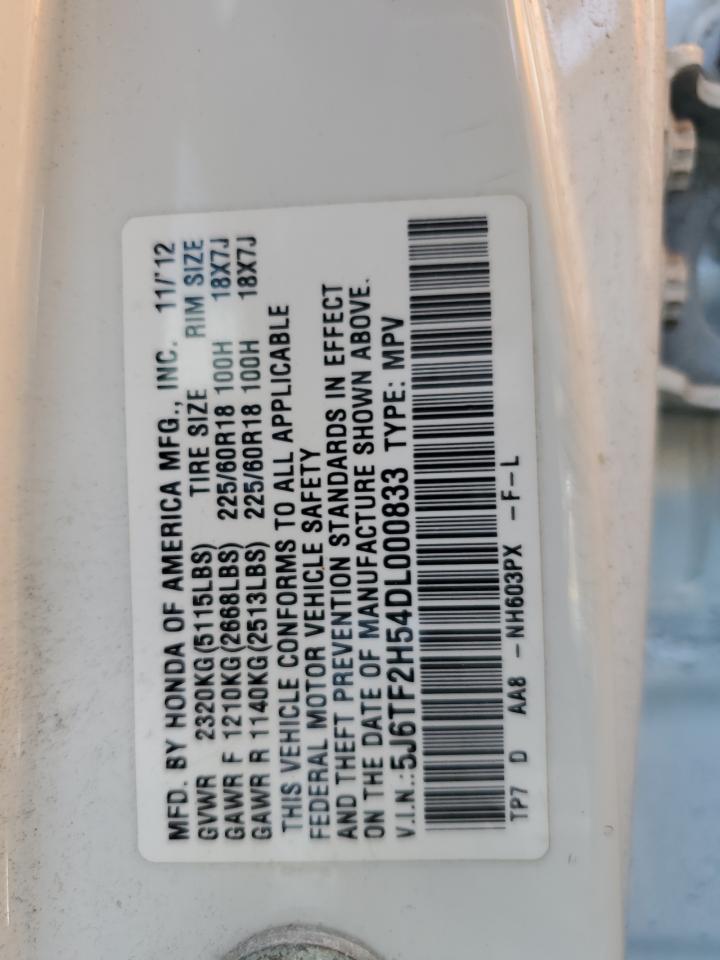 MFD. BY HONDA OF AMERICA MFG., INC. 11/12
GVWR 2320KG(5115LBS) TIRE SIZE RIM SIZE
GAWR F 1210KG(2668LBS) 225/60R18 100H 18X7J
GAWR R 1140KG(2513LBS) 225/60R18 100H 18X7J
THIS VEHICLE CONFORMS TO ALL APPLICABLE
FEDERAL MOTOR VEHICLE SAFETY
AND THEFT PREVENTION STANDARDS IN EFFECT
ON THE DATE OF MANUFACTURE SHOWN ABOVE.
V.I.N.:5J6TF2H54DL000833 TYPE: MPV
TP7 D AA8 -NH603PX -F-L